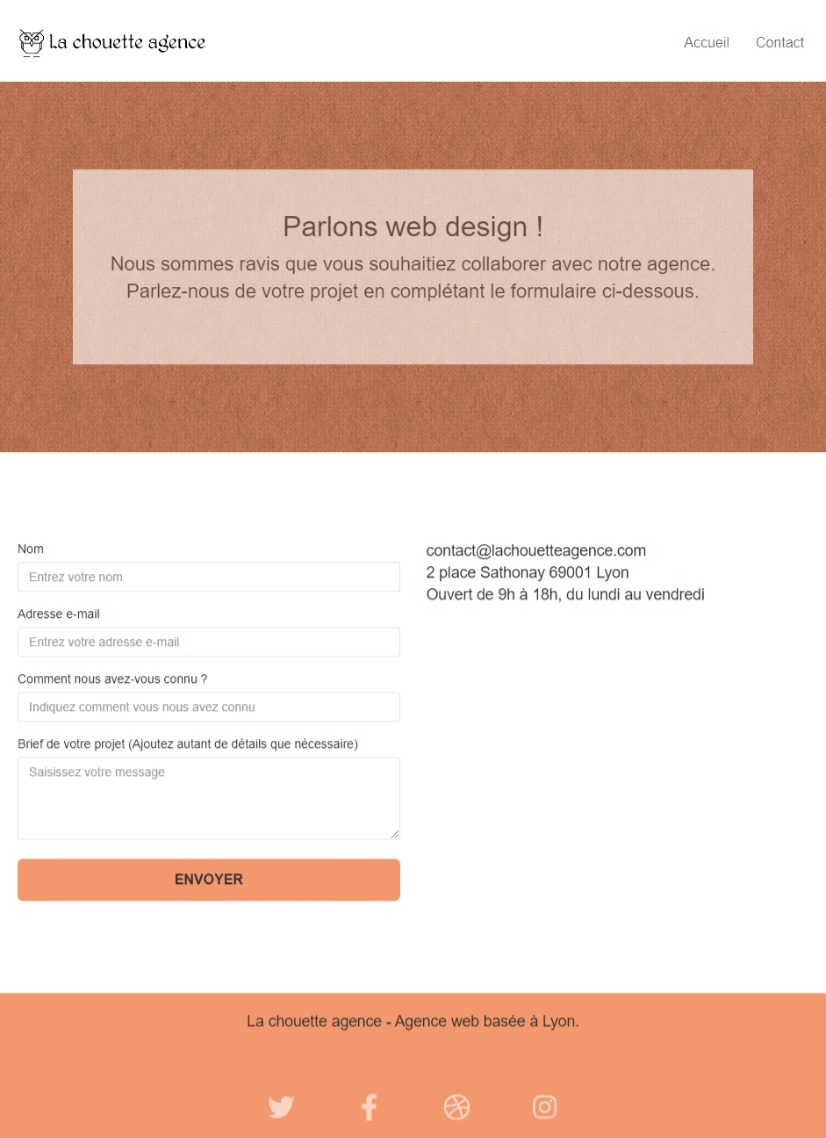 La chouette agence
Accueil
Contact
Parlons web design !
Nous sommes ravis que vous souhaitiez collaborer avec notre agence.
Parlez-nous de votre projet en complétant le formulaire ci-dessous.
Nom
Entrez votre nom
Adresse e-mail
Entrez votre adresse e-mail
Comment nous avez-vous connu ?
Indiquez comment vous nous avez connu
Brief de votre projet (Ajoutez autant de détails que nécessaire)
Saisissez votre message
ENVOYER
contact@lachouetteagence.com
2 place Sathonay 69001 Lyon
Ouvert de 9h à 18h, du lundi au vendredi
La chouette agence - Agence web basée à Lyon.